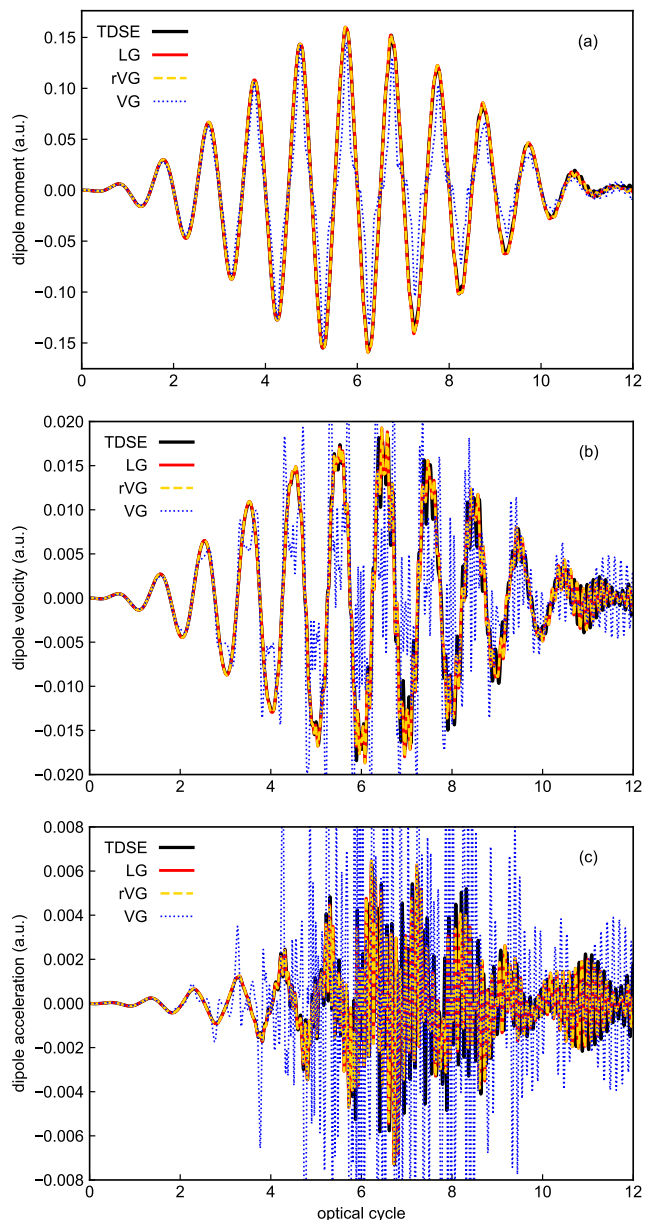 0.15
0.10
0.05
0.00
−0.05
−0.10
−0.15
dipole moment (a.u.)
TDSE
LG
rVG
VG
(a)
0 2 4 6 8 10 12
0.020
0.015
0.010
0.005
0.000
−0.005
−0.010
−0.015
−0.020
dipole velocity (a.u.)
TDSE
LG
rVG
VG
(b)
0 2 4 6 8 10 12
0.008
0.006
0.004
0.002
0.000
−0.002
−0.004
−0.006
−0.008
dipole acceleration (a.u.)
TDSE
LG
rVG
VG
(c)
0 2 4 6 8 10 12
optical cycle